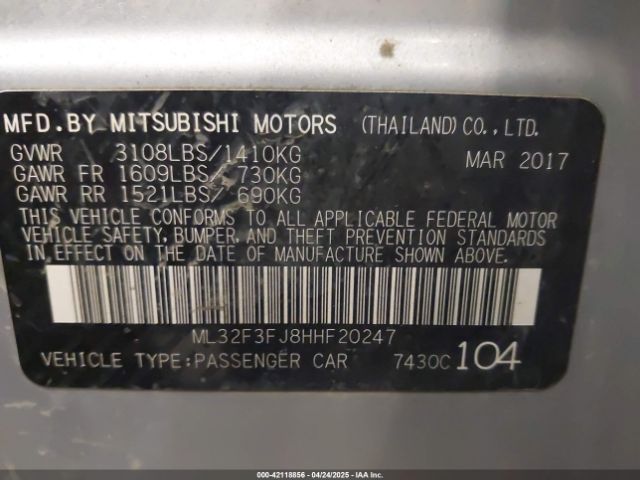 MFD.BY MITSUBISHI MOTORS (THAILAND)CO.,LTD.
GVWR 3108LBS/1410KG MAR 2017
GAWR FR 1609LBS/ 730KG
GAWR RR 1521LBS/ 690KG
THIS VEHICLE CONFORMS TO ALL APPLICABLE FEDERAL MOTOR
VEHICLE SAFETY, BUMPER, AND THEFT PREVENTION STANDARDS
IN EFFECT ON THE DATE OF MANUFACTURE SHOWN ABOVE.
ML32F3FJ8HHF20247
VEHICLE TYPE:PASSENGER CAR 7430C 104
000-42118856 - 04/24/2025 - IAA Inc.